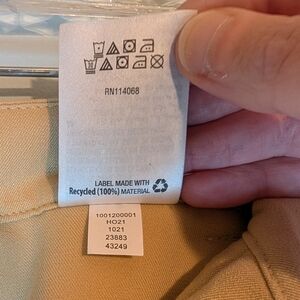 RN114068
LABEL MADE WITH
Recycled (100%) MATERIAL
1001200001
HO21
1021
23883
43249